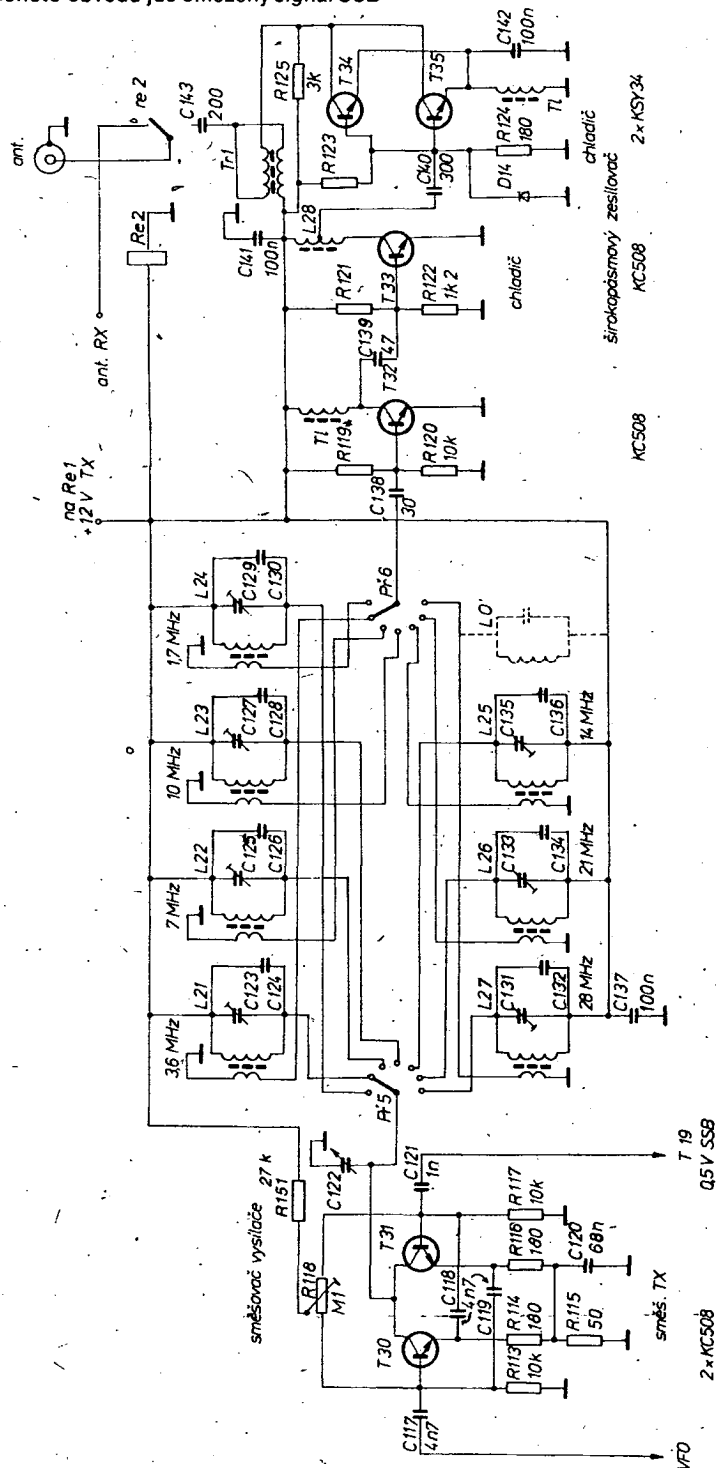 ant.
re2
C143
200
Tr1
Re2
ant. RX
na Re1
+12 V TX
R125
3k
T34
T35
C142
100n
R123
C140
300
D14
R124
180
Tl
chladič
2x KSY34
C141
100n
L28
R121
T33
R122
1k2
C139
47
chladič
širokopásmový zesilovač
KC508
T32
Tl
R119*
R120
10k
C138
30
KC508
1,7 MHz
L24
C129
C130
10 MHz
L23
C127
C128
7 MHz
L22
C125
C126
3,6 MHz
L21
C123
C124
Př6
Př5
LO'
L25
C135
C136
14 MHz
L26
C133
C134
21 MHz
L27
C131
C132
28 MHz
C137
100n
směšovač vysílače
27 k
R151
R118
M1
C122
C121
1n
T31
T30
C118
4n7
C119
R117
10k
R116
180
C120
68n
R114
180
R115
50
R113
10k
C117
4n7
VFO
směš. TX
2x KC508
T 19
0,5 V SSB